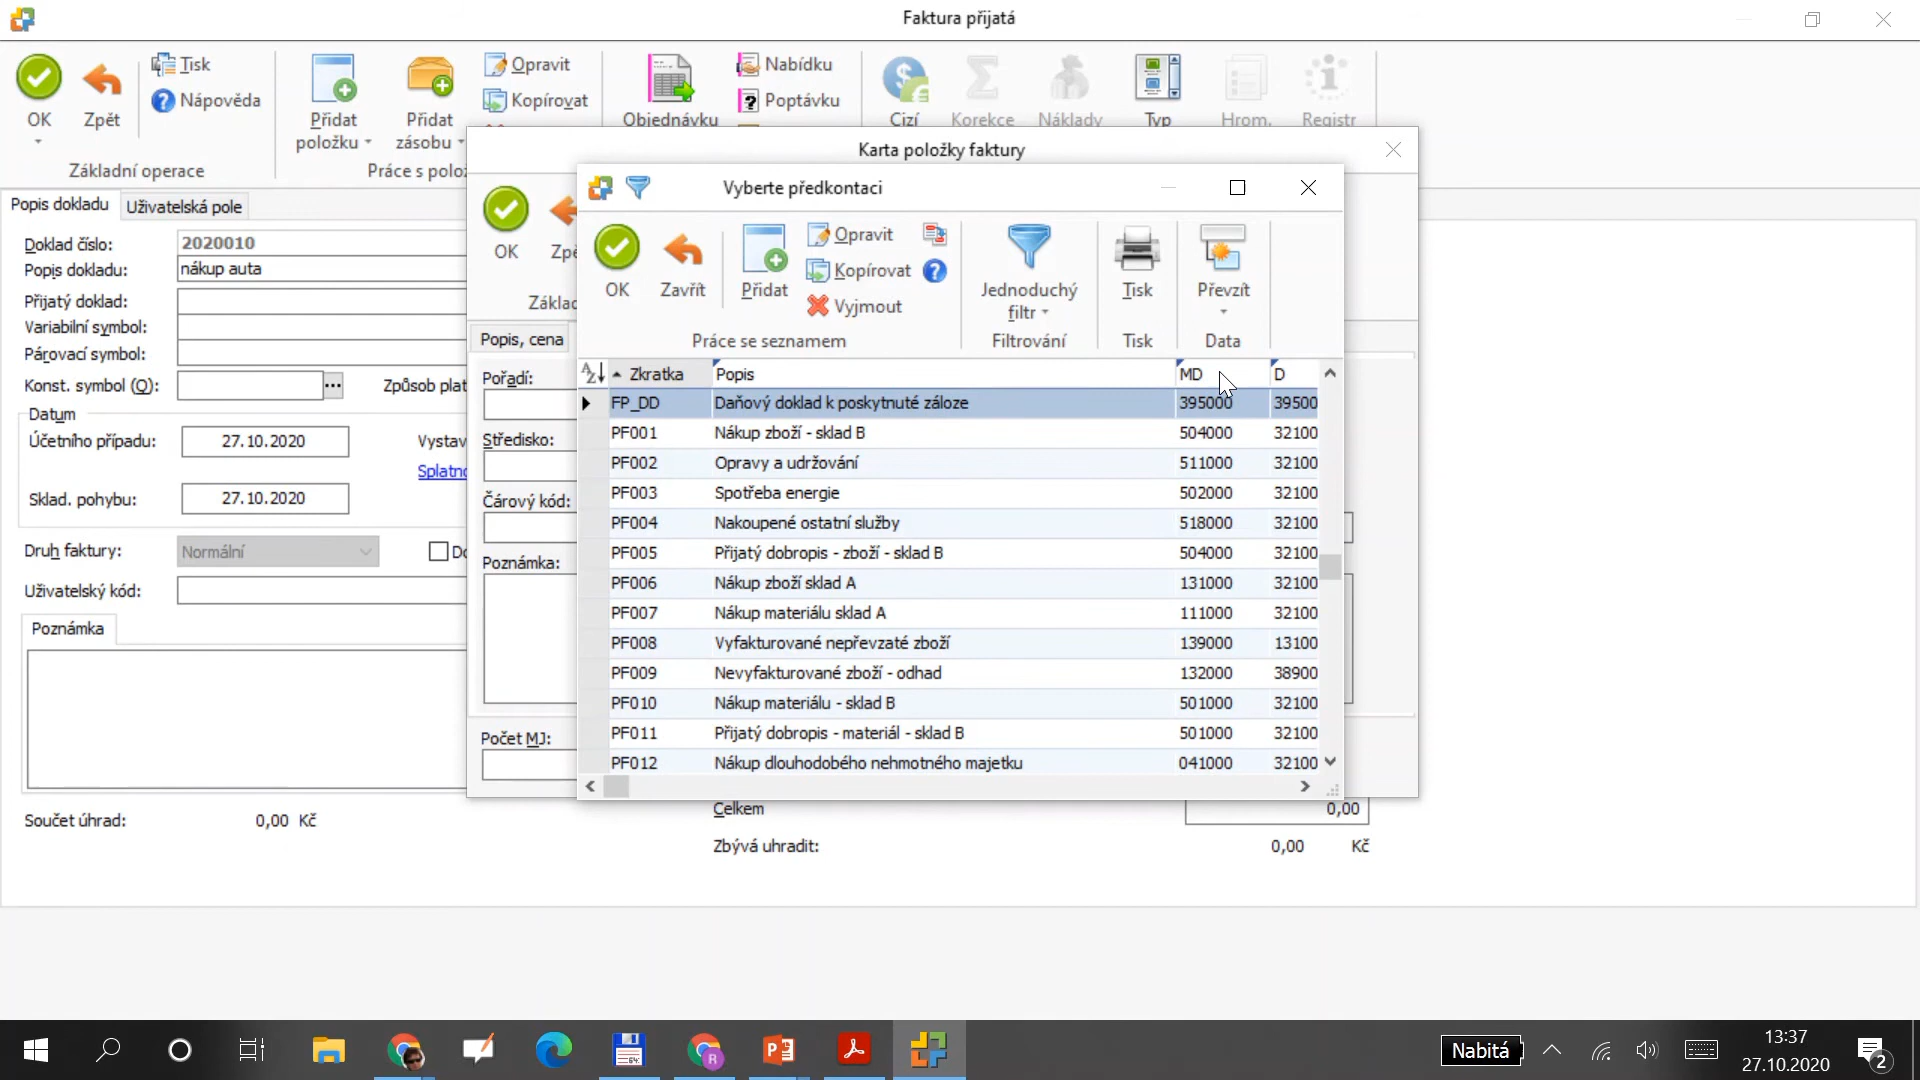 Faktura přijatá
OK
Zpět
Tisk
Nápověda
Základní operace
Přidat
položku
Přidat
zásobu
Opravit
Kopírovat
Práce s polož
Objednávku
Nabídku
Poptávku
Cizí
Korekce
Náklady
Typ
Hrom.
Registr
Popis dokladu
Uživatelská pole
Doklad číslo: 2020010
Popis dokladu: nákup auta
Přijatý doklad:
Variabilní symbol:
Párovací symbol:
Konst. symbol (Q): ... Způsob plat
Datum
Účetního případu: 27.10.2020 Vystav
Splatno
Sklad. pohybu: 27.10.2020
Druh faktury: Normální
Uživatelský kód:
Poznámka
Součet úhrad: 0,00 Kč
Celkem 0,00
Zbývá uhradit: 0,00 Kč
Karta položky faktury
OK
Zpě
Základ
Popis, cena
Pořadí:
Středisko:
Čárový kód:
Poznámka:
Počet MJ:
Vyberte předkontaci
OK
Zavřít
Přidat
Opravit
Kopírovat
Vyjmout
Práce se seznamem
Jednoduchý
filtr
Filtrování
Tisk
Tisk
Převzít
Data
Zkratka Popis MD D
FP_DD Daňový doklad k poskytnuté záloze 395000 39500
PF001 Nákup zboží - sklad B 504000 32100
PF002 Opravy a udržování 511000 32100
PF003 Spotřeba energie 502000 32100
PF004 Nakoupené ostatní služby 518000 32100
PF005 Přijatý dobropis - zboží - sklad B 504000 32100
PF006 Nákup zboží sklad A 131000 32100
PF007 Nákup materiálu sklad A 111000 32100
PF008 Vyfakturované nepřevzaté zboží 139000 13100
PF009 Nevyfakturované zboží - odhad 132000 38900
PF010 Nákup materiálu - sklad B 501000 32100
PF011 Přijatý dobropis - materiál - sklad B 501000 32100
PF012 Nákup dlouhodobého nehmotného majetku 041000 32100
Nabitá
13:37
27.10.2020
2